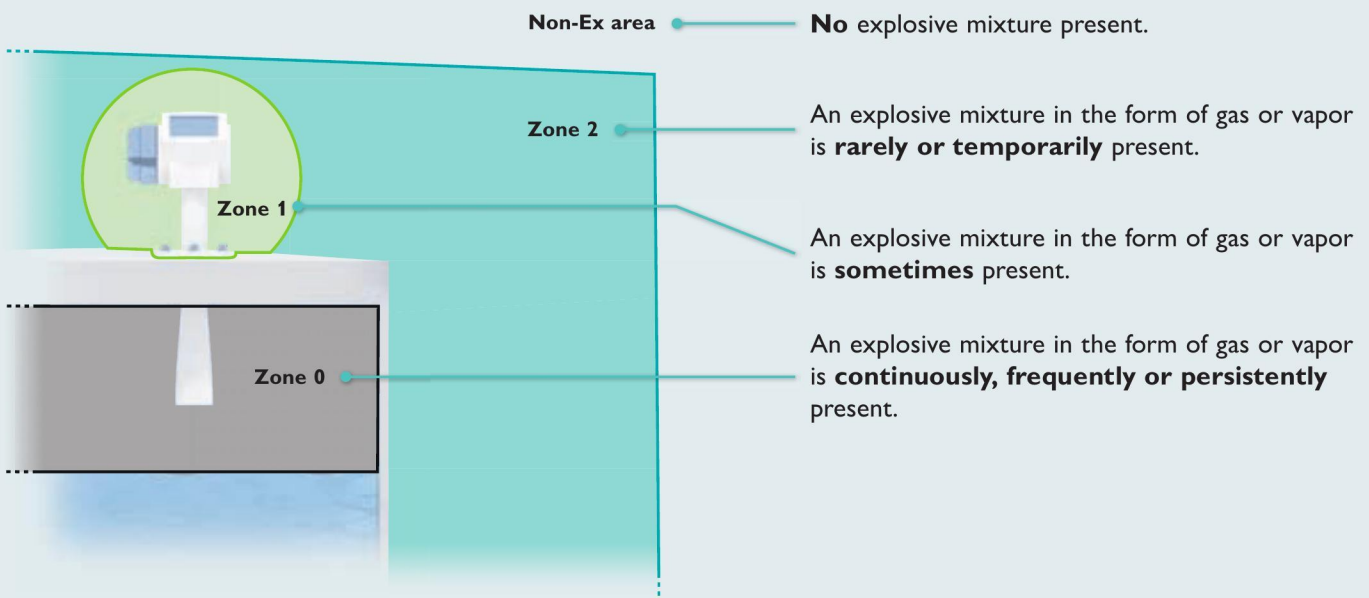 Non-Ex area
No explosive mixture present.
Zone 2
An explosive mixture in the form of gas or vapor
is rarely or temporarily present.
Zone 1
An explosive mixture in the form of gas or vapor
is sometimes present.
Zone 0
An explosive mixture in the form of gas or vapor
is continuously, frequently or persistently
present.